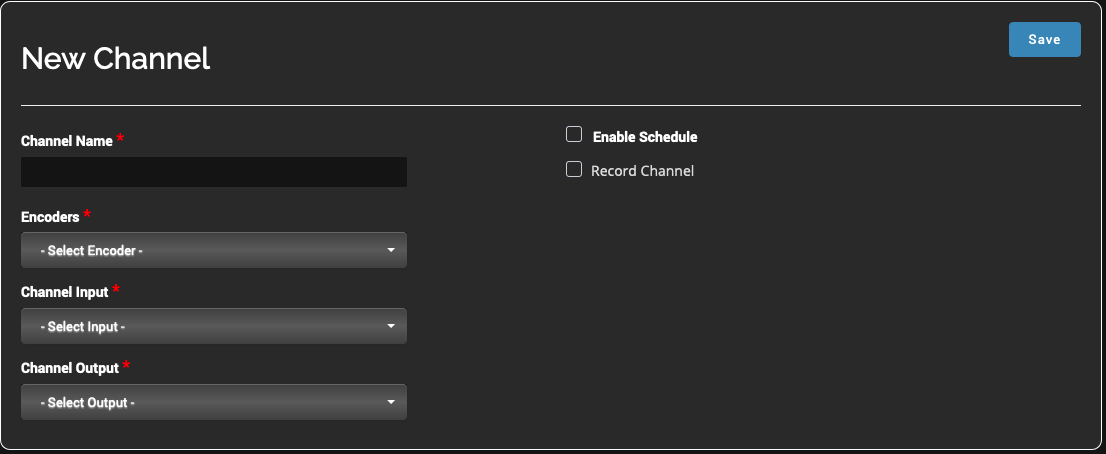 New Channel
Save
Channel Name *
Enable Schedule
Record Channel
Encoders *
- Select Encoder -
Channel Input *
- Select Input -
Channel Output *
- Select Output -